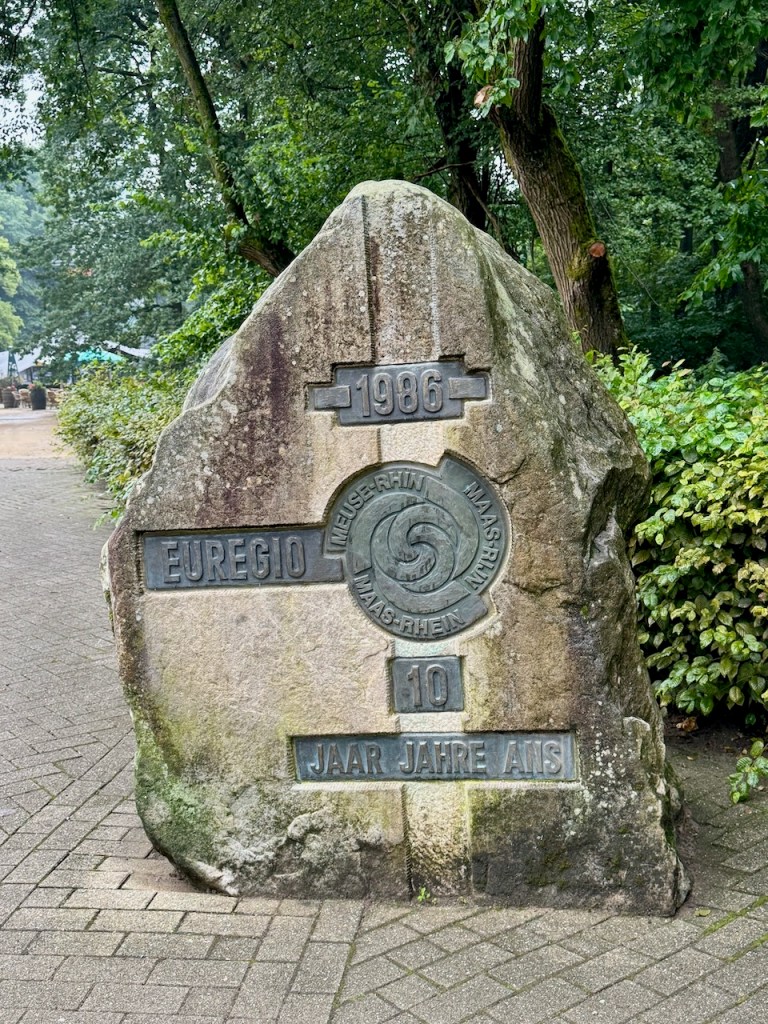 1986
EUREGIO
MEUSE-RHIN
MAAS-RIJN
MAAS-RHEIN
10
JAAR JAHRE ANS